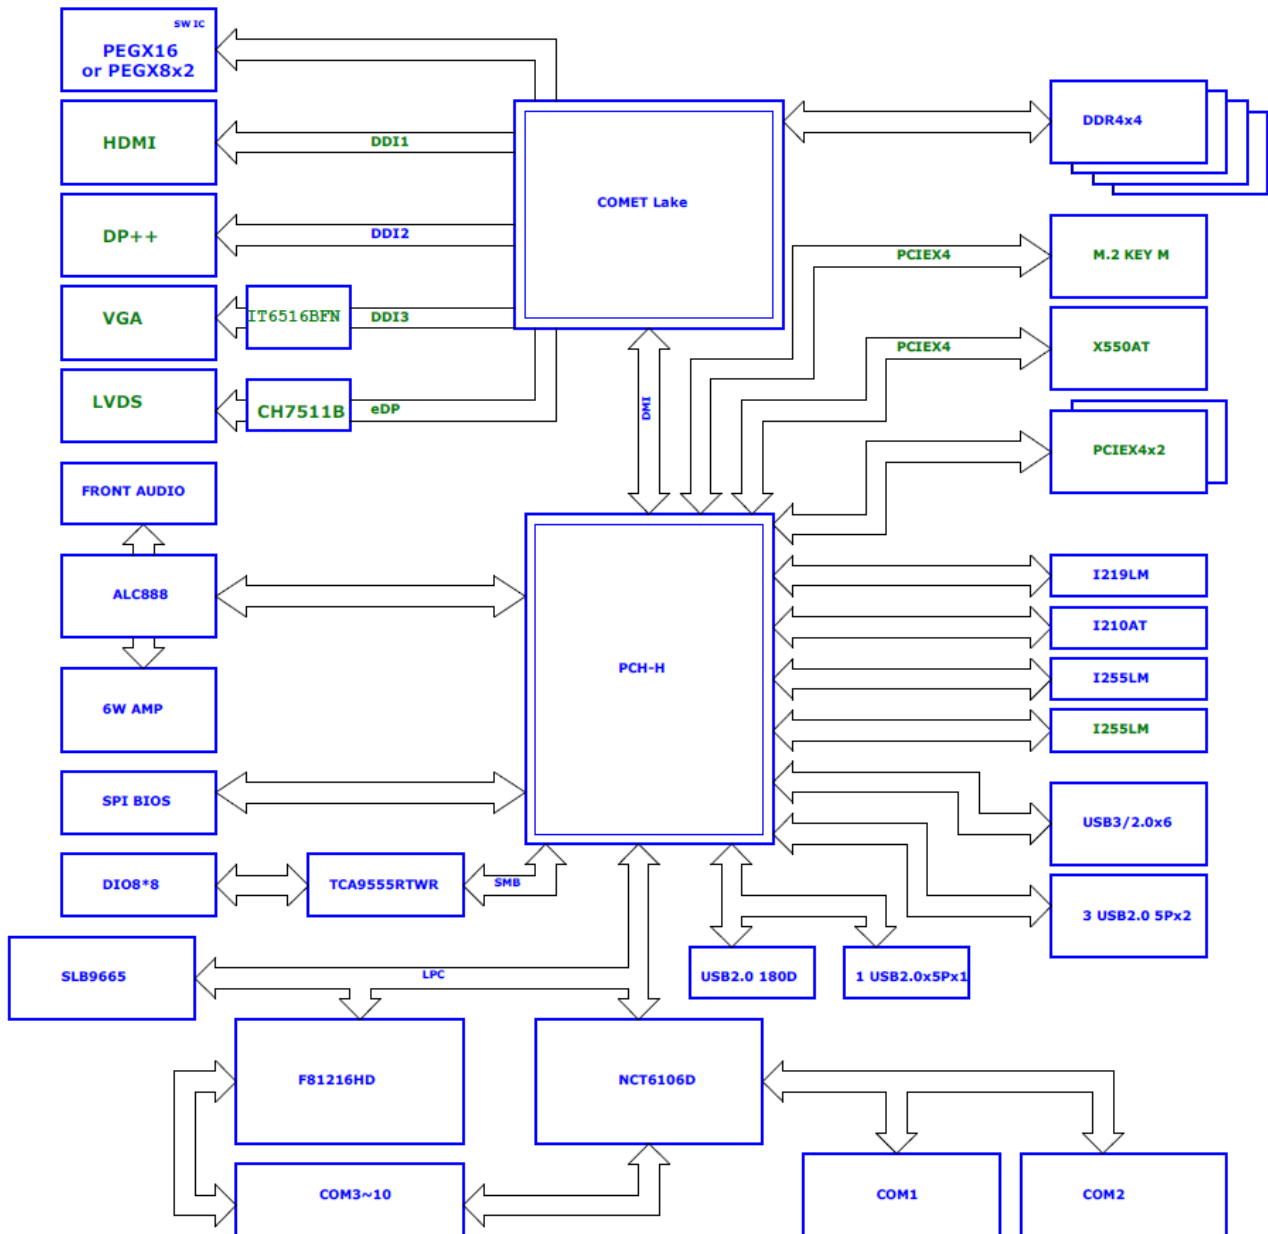 SW IC
PEGX16
or PEGX8x2
HDMI
DDI1
COMET Lake
DDR4x4
DP++
DDI2
PCIEX4
M.2 KEY M
VGA
IT6516BFN
DDI3
PCIEX4
X550AT
LVDS
CH7511B
eDP
DMI
PCIEX4x2
FRONT AUDIO
ALC888
I219LM
I210AT
PCH-H
I255LM
6W AMP
I255LM
SPI BIOS
USB3/2.0x6
DIO8*8
TCA9555RTWR
SMB
3 USB2.0 5Px2
SLB9665
LPC
USB2.0 180D
1 USB2.0x5Px1
F81216HD
NCT6106D
COM3~10
COM1
COM2